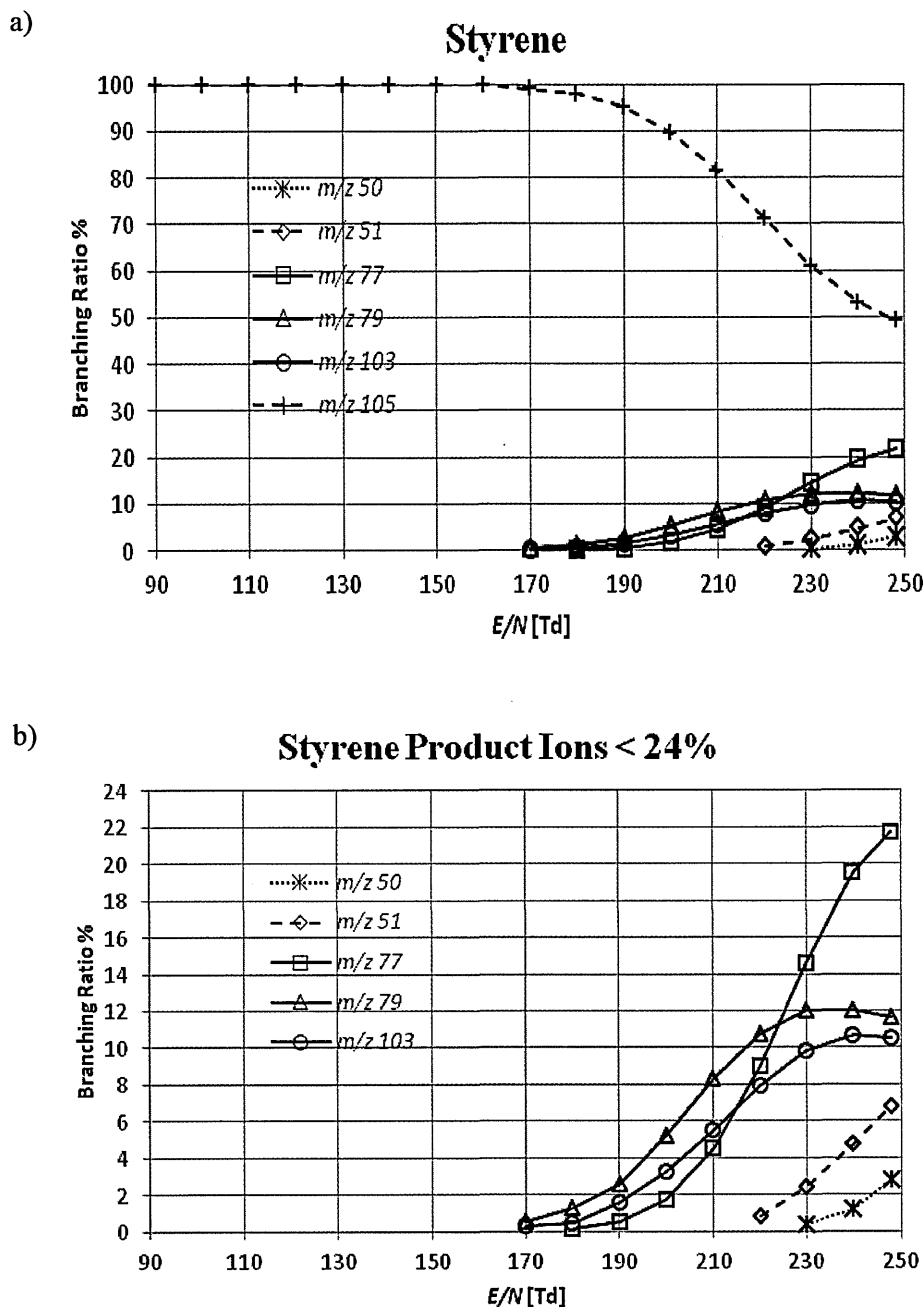 a)
Styrene
100
90
80
70
60
50
40
30
20
10
0
Branching Ratio %
m/z 50
m/z 51
m/z 77
m/z 79
m/z 103
m/z 105
90 110 130 150 170 190 210 230 250
E/N [Td]
b)
Styrene Product Ions < 24%
24
22
20
18
16
14
12
10
8
6
4
2
0
Branching Ratio %
m/z 50
m/z 51
m/z 77
m/z 79
m/z 103
90 110 130 150 170 190 210 230 250
E/N [Td]